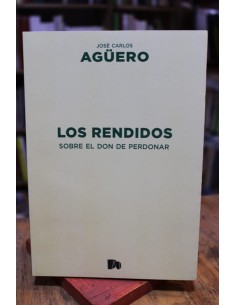 JOSÉ CARLOS
AGÜERO
LOS RENDIDOS
SOBRE EL DON DE PERDONAR